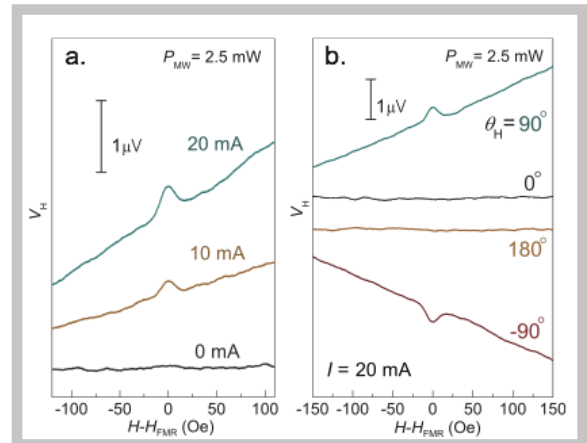 a.
P_MW = 2.5 mW
1μV
20 mA
10 mA
0 mA
V_H
-100 -50 0 50 100
H-H_FMR (Oe)
b.
P_MW = 2.5 mW
1μV
θ_H = 90°
0°
180°
-90°
I = 20 mA
V_H
-150 -100 -50 0 50 100 150
H-H_FMR (Oe)